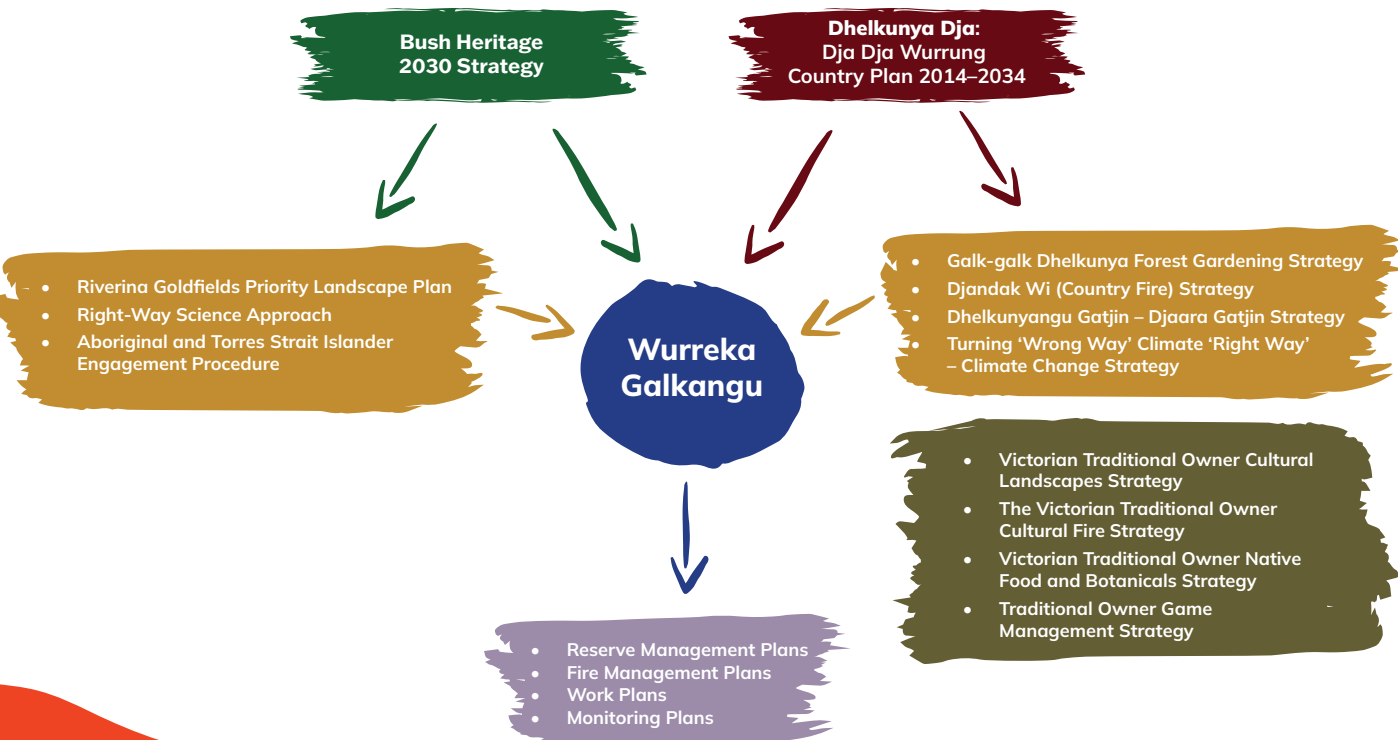 Bush Heritage
2030 Strategy
Dhelkunya Dja:
Dja Dja Wurrung
Country Plan 2014–2034
• Riverina Goldfields Priority Landscape Plan
• Right-Way Science Approach
• Aboriginal and Torres Strait Islander
Engagement Procedure
Wurreka
Galkangu
• Galk-galk Dhelkunya Forest Gardening Strategy
• Djandak Wi (Country Fire) Strategy
• Dhelkunyangu Gatjin – Djaara Gatjin Strategy
• Turning ‘Wrong Way’ Climate ‘Right Way’
– Climate Change Strategy
• Victorian Traditional Owner Cultural
Landscapes Strategy
• The Victorian Traditional Owner
Cultural Fire Strategy
• Victorian Traditional Owner Native
Food and Botanicals Strategy
• Traditional Owner Game
Management Strategy
• Reserve Management Plans
• Fire Management Plans
• Work Plans
• Monitoring Plans